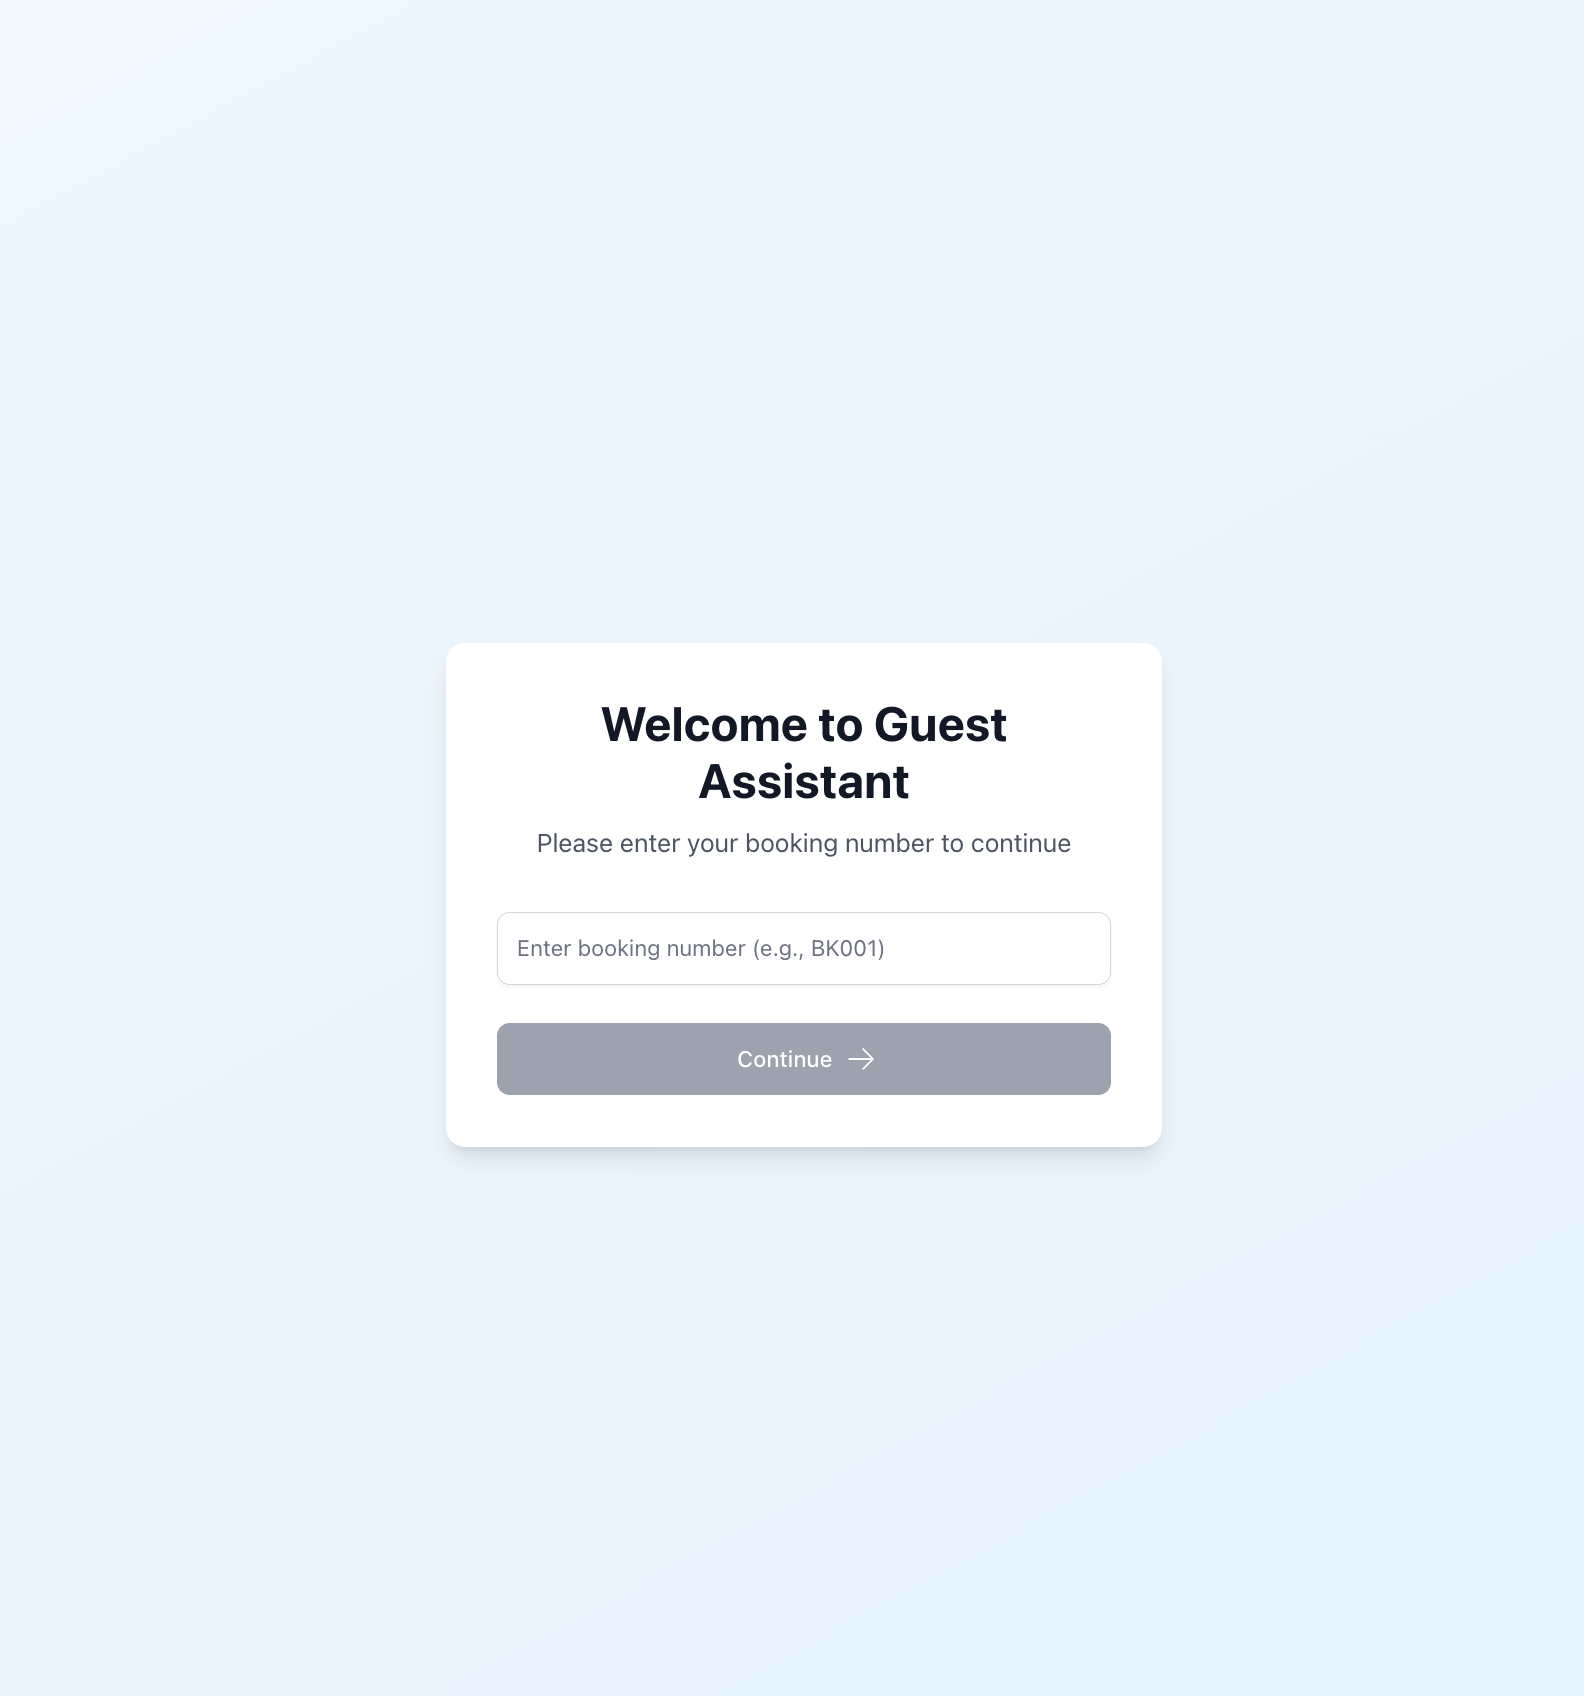 Welcome to Guest
Assistant
Please enter your booking number to continue
Enter booking number (e.g., BK001)
Continue